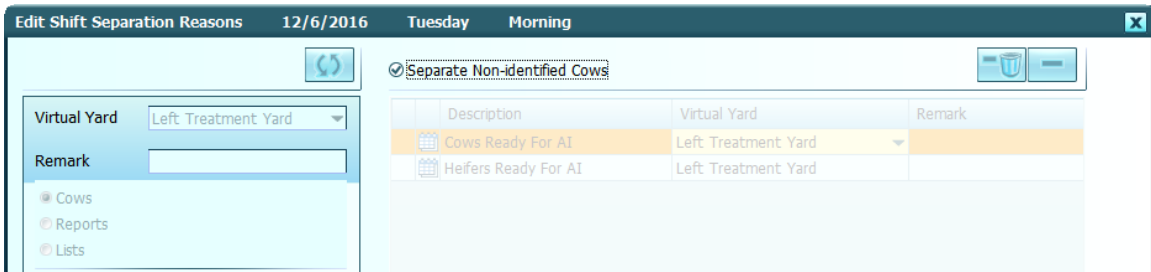 Edit Shift Separation Reasons 12/6/2016 Tuesday Morning
Separate Non-identified Cows
Virtual Yard Left Treatment Yard
Remark
Cows
Reports
Lists
Description Virtual Yard Remark
Cows Ready For AI Left Treatment Yard
Heifers Ready For AI Left Treatment Yard